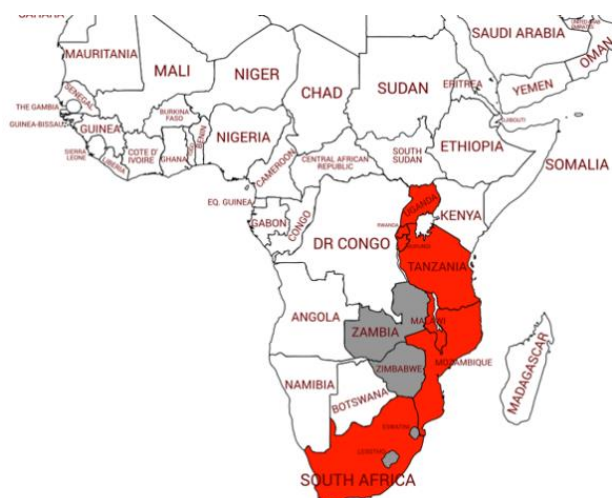 SAUDI ARABIA
OMAN
MAURITANIA
MALI
NIGER
CHAD
SUDAN
ERITREA
YEMEN
SENEGAL
THE GAMBIA
GUINEA-BISSAU
GUINEA
BURKINA
FASO
BENIN
NIGERIA
DJIBOUTI
SIERRA
LEONE
LIBERIA
COTE D'
IVOIRE
GHANA
CAMEROON
CENTRAL AFRICAN
REPUBLIC
SOUTH
SUDAN
ETHIOPIA
SOMALIA
EQ. GUINEA
GABON
CONGO
DR CONGO
UGANDA
KENYA
RWANDA
BURUNDI
TANZANIA
ANGOLA
ZAMBIA
MALAWI
MOZAMBIQUE
ZIMBABWE
MADAGASCAR
NAMIBIA
BOTSWANA
ESWATINI
LESOTHO
SOUTH AFRICA